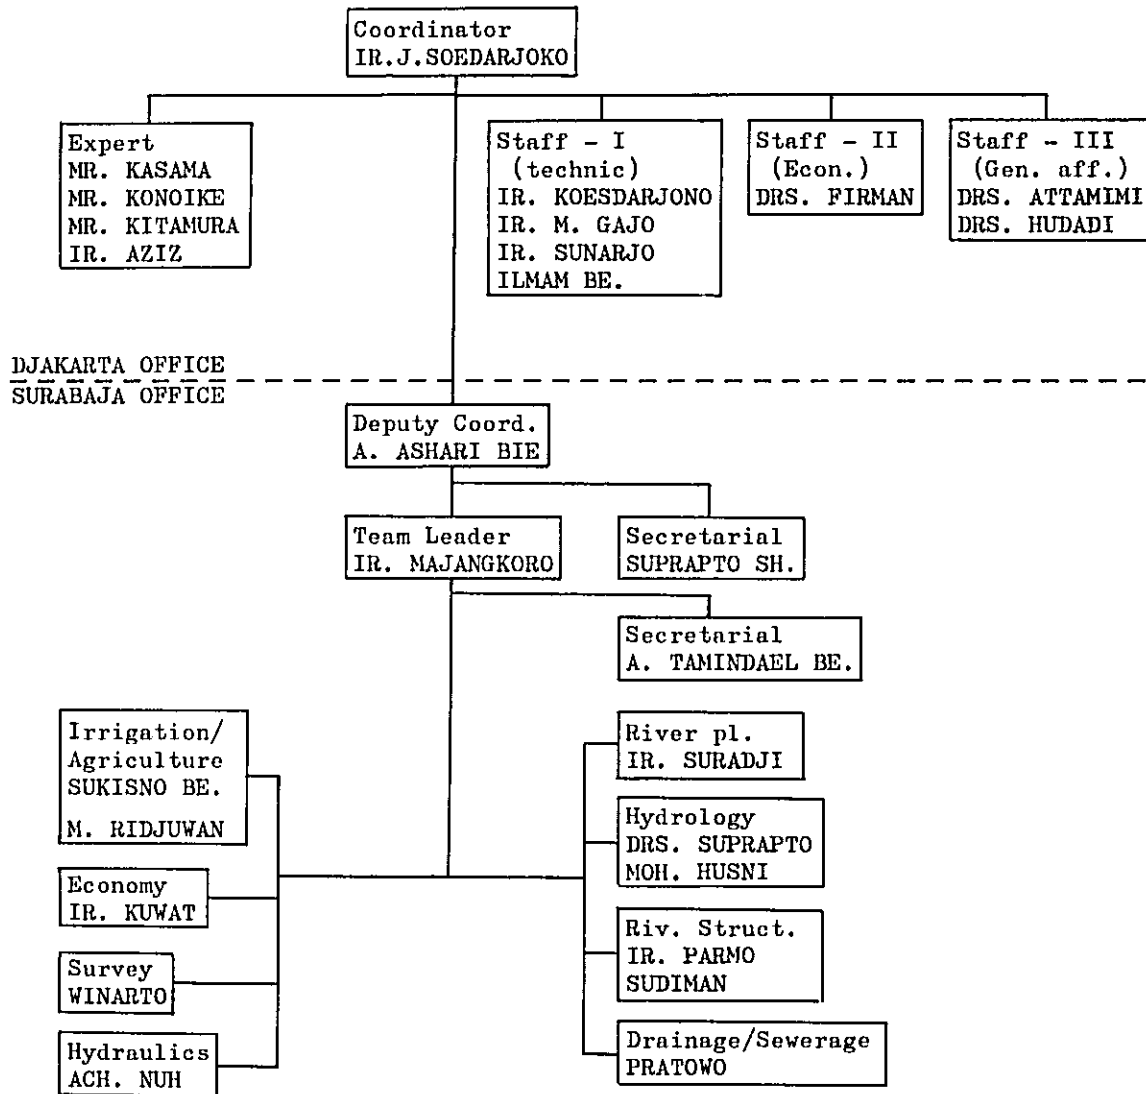 Coordinator
IR.J.SOEDARJOKO
Expert
MR. KASAMA
MR. KONOIKE
MR. KITAMURA
IR. AZIZ
Staff - I
(technic)
IR. KOESDARJONO
IR. M. GAJO
IR. SUNARJO
ILMAM BE.
Staff - II
(Econ.)
DRS. FIRMAN
Staff - III
(Gen. aff.)
DRS. ATTAMIMI
DRS. HUDADI
DJAKARTA OFFICE
SURABAJA OFFICE
Deputy Coord.
A. ASHARI BIE
Team Leader
IR. MAJANGKORO
Secretarial
SUPRAPTO SH.
Secretarial
A. TAMINDAEL BE.
Irrigation/
Agriculture
SUKISNO BE.
M. RIDJUWAN
Economy
IR. KUWAT
Survey
WINARTO
Hydraulics
ACH. NUH
River pl.
IR. SURADJI
Hydrology
DRS. SUPRAPTO
MOH. HUSNI
Riv. Struct.
IR. PARMO
SUDIMAN
Drainage/Sewerage
PRATOWO